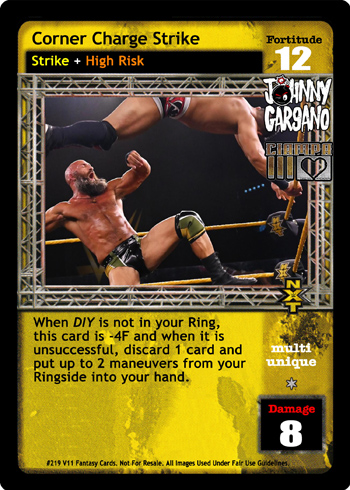 Corner Charge Strike
Fortitude
Strike + High Risk
12
JOHNNY
GARGANO
CIAMPA
NXT
When DIY is not in your Ring,
this card is -4F and when it is
unsuccessful, discard 1 card and
put up to 2 maneuvers from your
Ringside into your hand.
multi
unique
Damage
8
#219 V11 Fantasy Cards. Not For Resale. All Images Used Under Fair Use Guidelines.